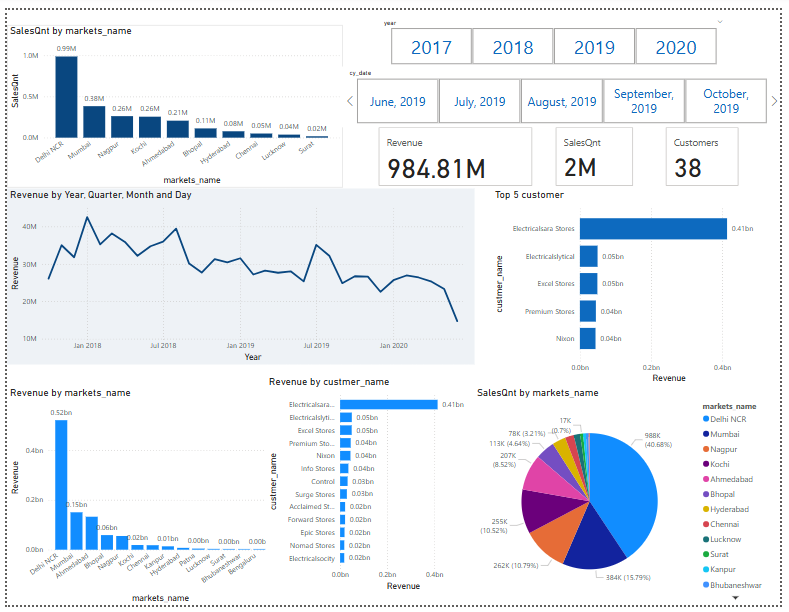 SalesQnt by markets_name
SalesQnt
1.0M
0.5M
0.0M
0.99M
0.38M
0.26M
0.26M
0.21M
0.11M
0.08M
0.05M
0.04M
0.02M
Delhi NCR
Mumbai
Nagpur
Kochi
Ahmedabad
Bhopal
Hyderabad
Chennai
Lucknow
Surat
markets_name
year
2017
2018
2019
2020
cy_date
June, 2019
July, 2019
August, 2019
September,
2019
October,
2019
Revenue
984.81M
SalesQnt
2M
Customers
38
Revenue by Year, Quarter, Month and Day
Revenue
40M
30M
20M
10M
Jan 2018
Jul 2018
Jan 2019
Jul 2019
Jan 2020
Year
Top 5 customer
custmer_name
Electricalsara Stores
0.41bn
Electricalslytical
0.05bn
Excel Stores
0.05bn
Premium Stores
0.04bn
Nixon
0.04bn
0.0bn
0.2bn
0.4bn
Revenue
Revenue by markets_name
Revenue
0.4bn
0.2bn
0.0bn
0.52bn
0.15bn
0.06bn
0.02bn
0.01bn
0.00bn
0.00bn
0.00bn
Delhi NCR
Mumbai
Ahmedabad
Bhopal
Nagpur
Kochi
Chennai
Kanpur
Hyderabad
Patna
Lucknow
Surat
Bhubaneshwar
Bengaluru
markets_name
Revenue by custmer_name
custmer_name
Electricalsara...
0.41bn
Electricalslyti...
0.05bn
Excel Stores
0.05bn
Premium Sto...
0.04bn
Nixon
0.04bn
Info Stores
0.04bn
Control
0.03bn
Surge Stores
0.03bn
Acclaimed St...
0.02bn
Forward Stores
0.02bn
Epic Stores
0.02bn
Nomad Stores
0.02bn
Electricalsocity
0.02bn
0.0bn
0.2bn
0.4bn
Revenue
SalesQnt by markets_name
988K
(40.68%)
384K (15.79%)
262K (10.79%)
255K
(10.52%)
207K
(8.52%)
113K (4.64%)
78K (3.21%)
17K
(0.7%)
markets_name
Delhi NCR
Mumbai
Nagpur
Kochi
Ahmedabad
Bhopal
Hyderabad
Chennai
Lucknow
Surat
Kanpur
Bhubaneshwar